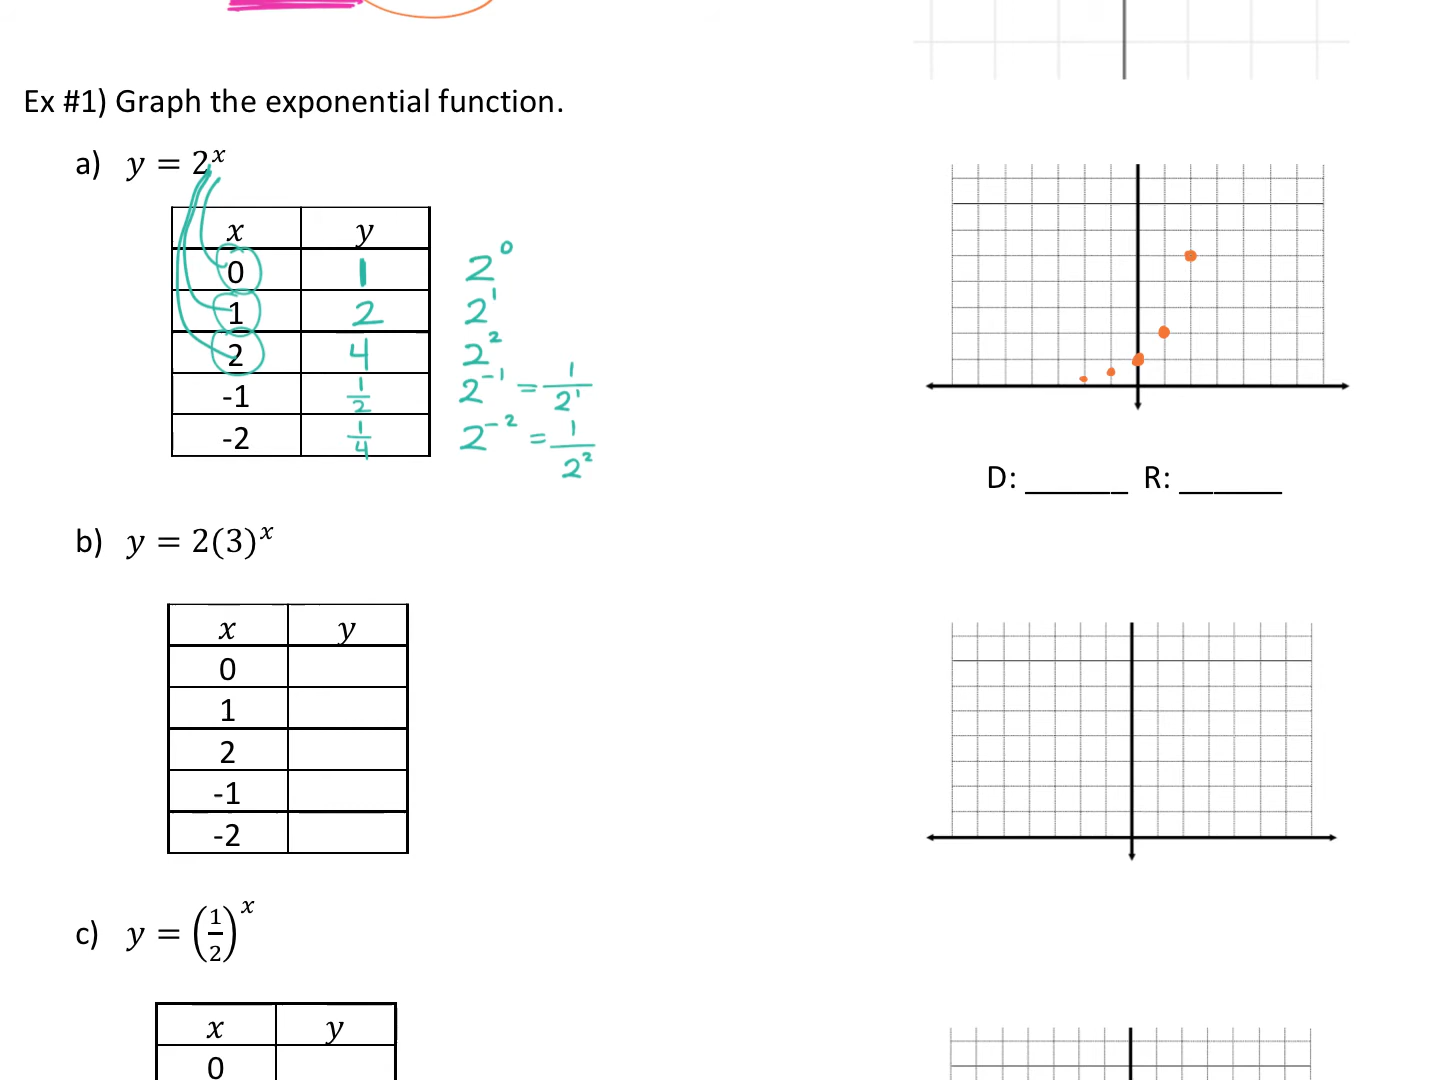 Ex #1) Graph the exponential function.
a) y = 2^x
x y
0 1 2^0
1 2 2^1
2 4 2^2
-1 1/2 2^-1 = 1/2^1
-2 1/4 2^-2 = 1/2^2
D: ______ R: ______
b) y = 2(3)^x
x y
0
1
2
-1
-2
c) y = (1/2)^x
x y
0